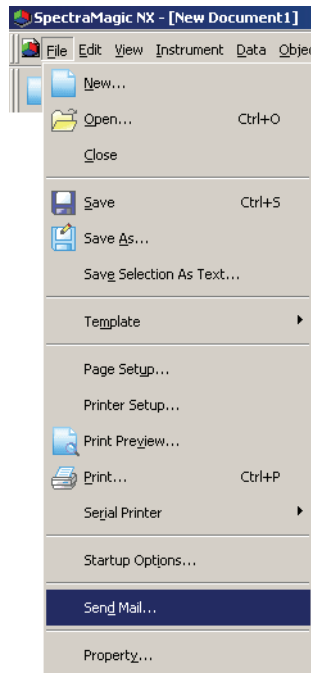 SpectraMagic NX - [New Document1]
File Edit View Instrument Data Obje
New...
Open... Ctrl+O
Close
Save Ctrl+S
Save As...
Save Selection As Text...
Template
Page Setup...
Printer Setup...
Print Preview...
Print... Ctrl+P
Serial Printer
Startup Options...
Send Mail...
Property...